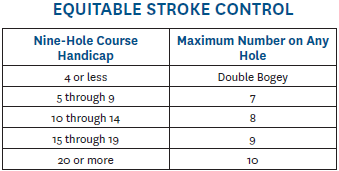 EQUITABLE STROKE CONTROL
Nine-Hole Course Handicap
Maximum Number on Any Hole
4 or less Double Bogey
5 through 9 7
10 through 14 8
15 through 19 9
20 or more 10